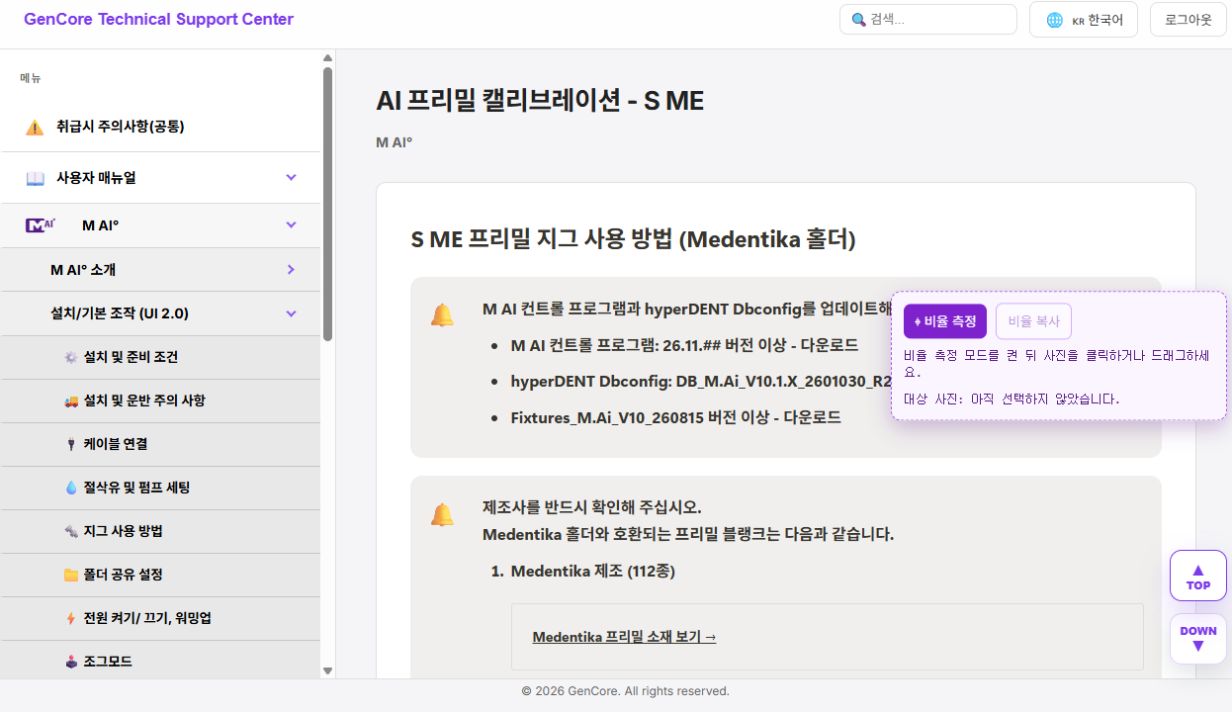 GenCore Technical Support Center
검색...
KR 한국어
로그아웃
메뉴
취급시 주의사항(공통)
사용자 매뉴얼
M AI°
M AI°
M AI° 소개
설치/기본 조작 (UI 2.0)
설치 및 준비 조건
설치 및 운반 주의 사항
케이블 연결
절삭유 및 펌프 세팅
지그 사용 방법
폴더 공유 설정
전원 켜기/ 끄기, 워밍업
조그모드
AI 프리밀 캘리브레이션 - S ME
M AI°
S ME 프리밀 지그 사용 방법 (Medentika 홀더)
M AI 컨트롤 프로그램과 hyperDENT Dbconfig를 업데이트해
• M AI 컨트롤 프로그램: 26.11.## 버전 이상 - 다운로드
• hyperDENT Dbconfig: DB_M.Ai_V10.1.X_2601030_R2
• Fixtures_M.Ai_V10_260815 버전 이상 - 다운로드
비율 측정
비율 복사
비율 측정 모드를 켠 뒤 사진을 클릭하거나 드래그하세
요.
대상 사진: 아직 선택하지 않았습니다.
제조사를 반드시 확인해 주십시오.
Medentika 홀더와 호환되는 프리밀 블랭크는 다음과 같습니다.
1. Medentika 제조 (112종)
Medentika 프리밀 소재 보기 →
▲
TOP
DOWN
▼
© 2026 GenCore. All rights reserved.